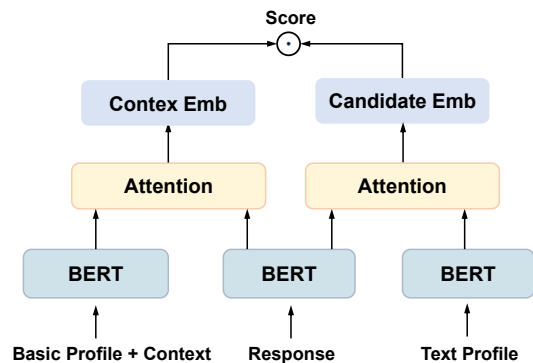 Score
Contex Emb
Candidate Emb
Attention
Attention
BERT
BERT
BERT
Basic Profile + Context
Response
Text Profile